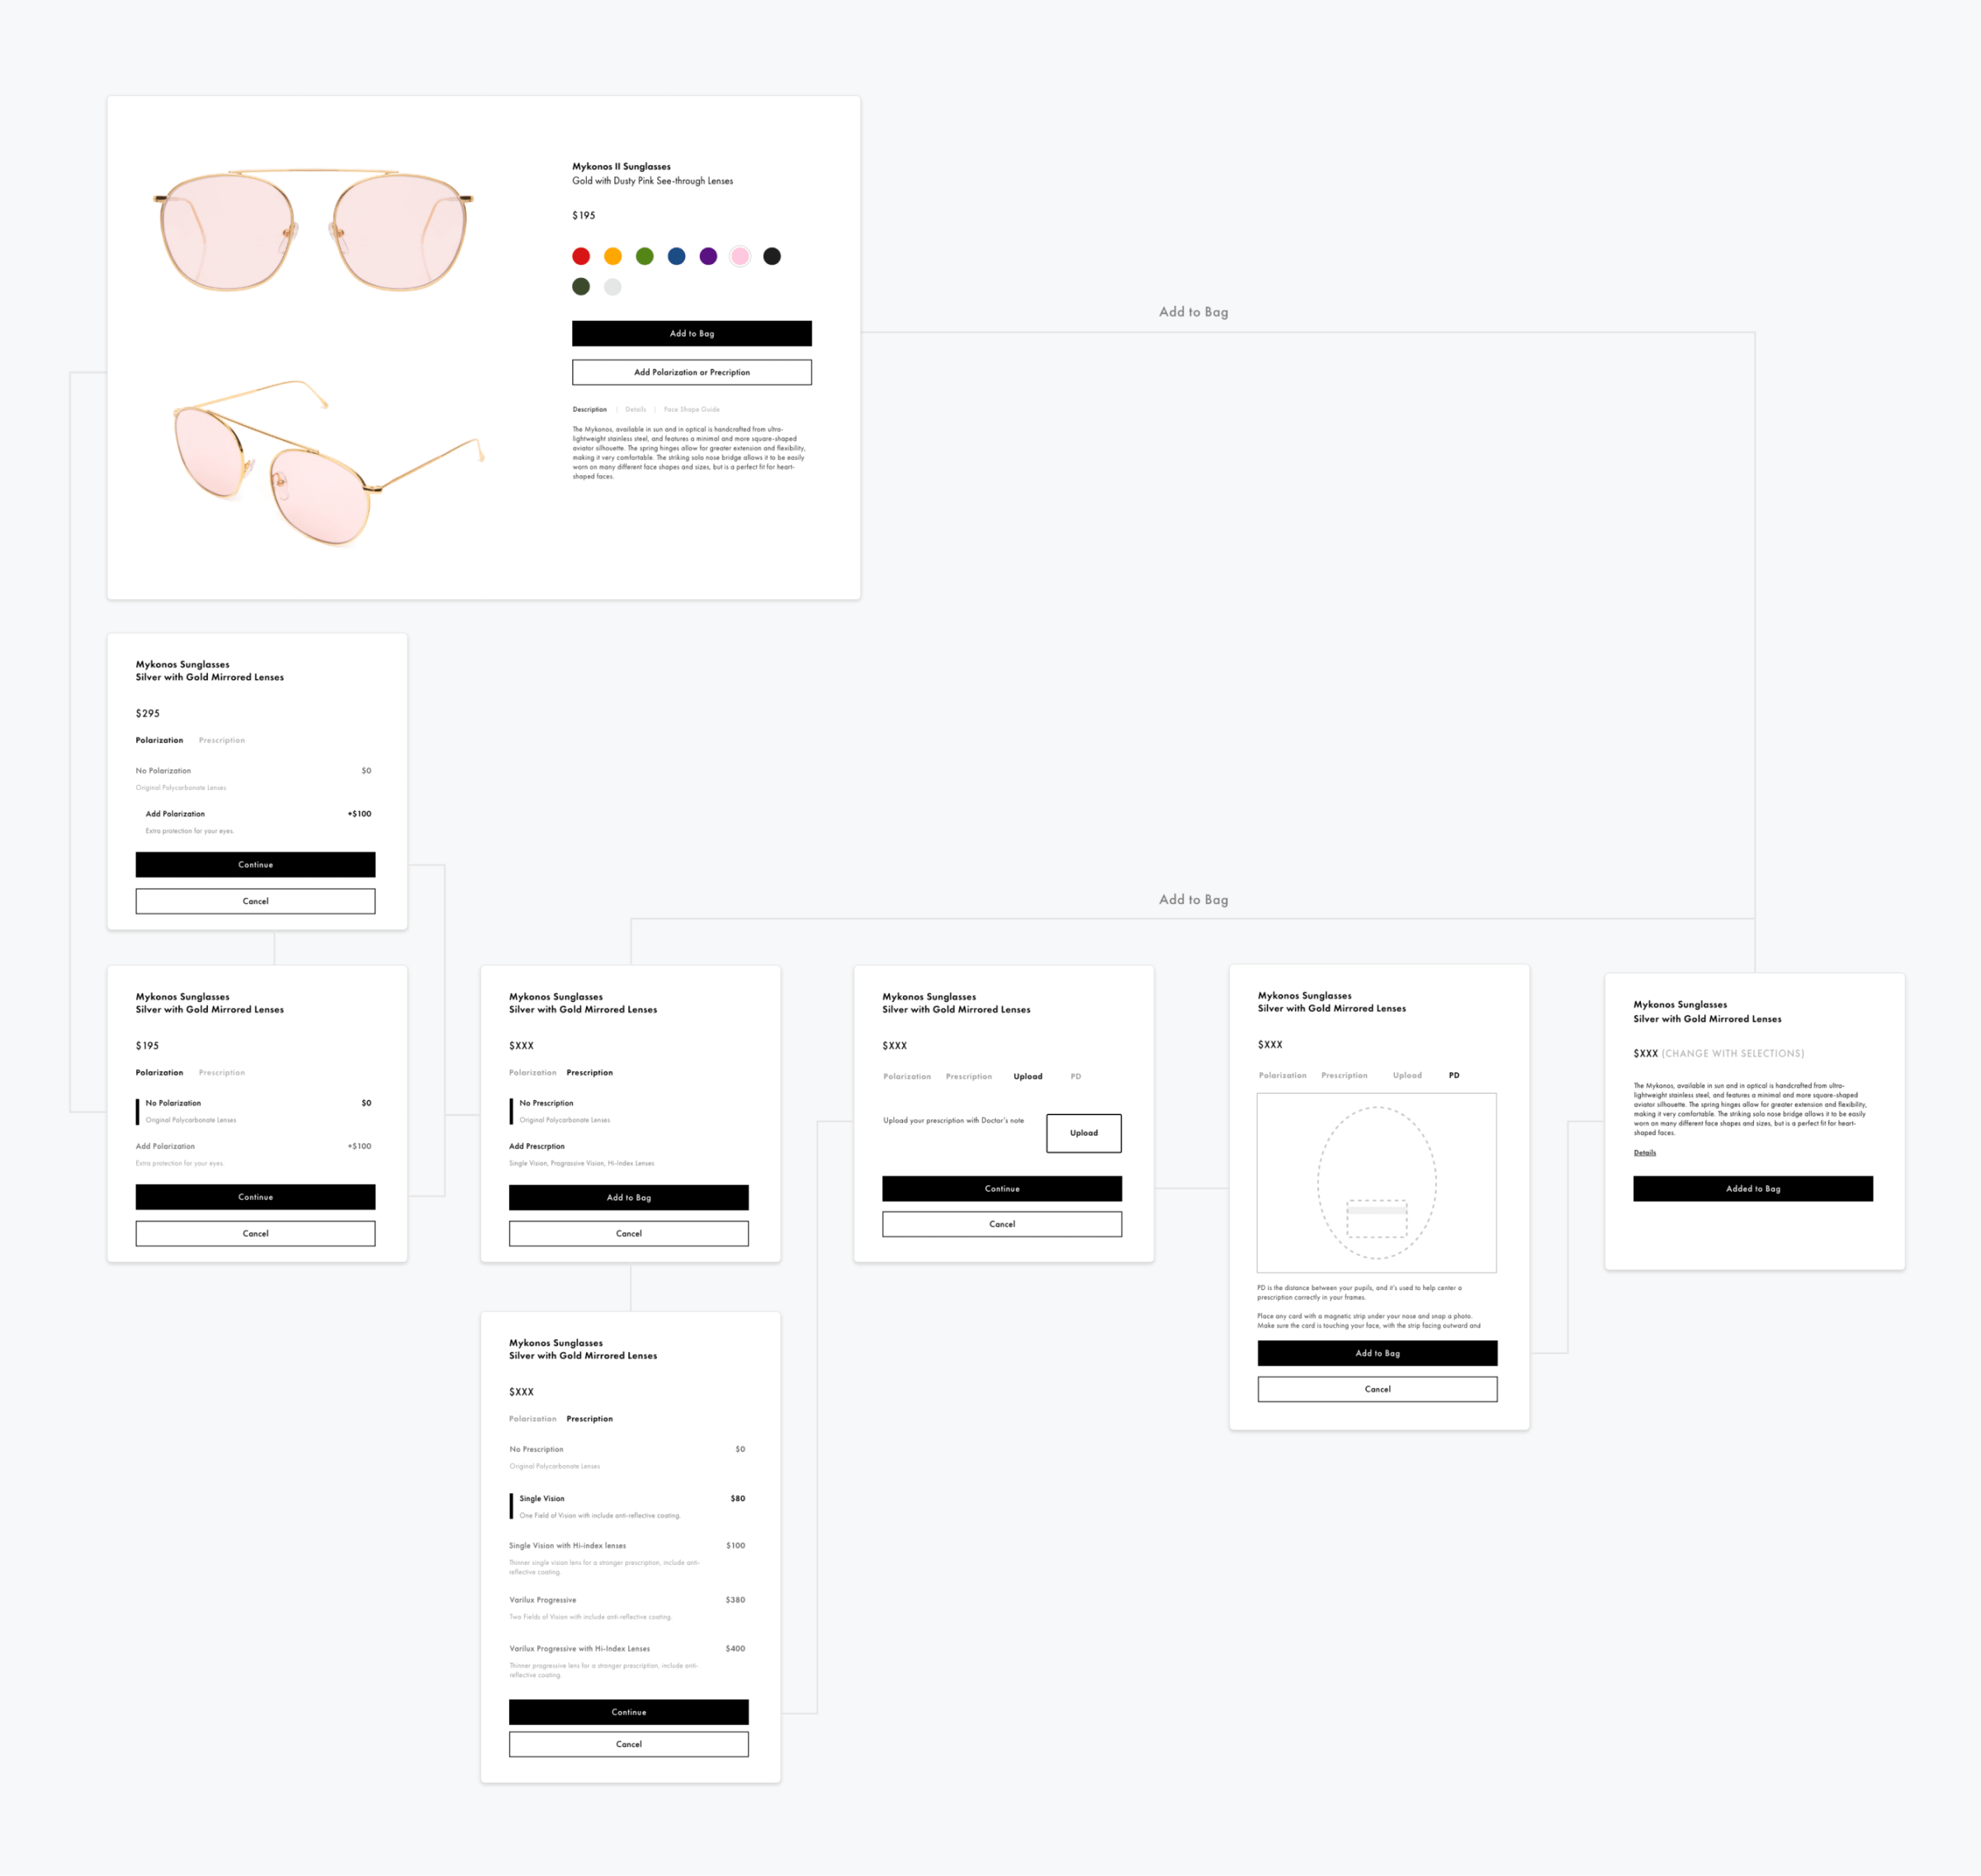 Mykonos II Sunglasses
Gold with Dusty Pink See-through Lenses
$195
Add to Bag
Add Polarization or Precription
Description | Details | Face Shape Guide
The Mykonos, available in sun and in optical is handcrafted from ultra-
lightweight stainless steel, and features a minimal and more square-shaped
aviator silhouette. The spring hinges allow for greater extension and flexibility,
making it very comfortable. The striking solo nose bridge allows it to be easily
worn on many different face shapes and sizes, but is a perfect fit for heart-
shaped faces.
Add to Bag
Mykonos Sunglasses
Silver with Gold Mirrored Lenses
$295
Polarization Prescription
No Polarization $0
Original Polycarbonate Lenses
Add Polarization +$100
Extra protection for your eyes.
Continue
Cancel
Add to Bag
Mykonos Sunglasses
Silver with Gold Mirrored Lenses
$195
Polarization Prescription
No Polarization $0
Original Polycarbonate Lenses
Add Polarization +$100
Extra protection for your eyes.
Continue
Cancel
Mykonos Sunglasses
Silver with Gold Mirrored Lenses
$XXX
Polarization Prescription
No Prescription
Original Polycarbonate Lenses
Add Prescrption
Single Vision, Prograssive Vision, Hi-Index Lenses
Add to Bag
Cancel
Mykonos Sunglasses
Silver with Gold Mirrored Lenses
$XXX
Polarization Prescription
No Prescription $0
Original Polycarbonate Lenses
Single Vision $80
One Field of Vision with include anti-reflective coating.
Single Vision with Hi-index lenses $100
Thinner single vision lens for a stronger prescription, include anti-
reflective coating.
Varilux Progressive $380
Two Fields of Vision with include anti-reflective coating.
Varilux Progressive with Hi-Index Lenses $400
Thinner progressive lens for a stronger prescription, include anti-
reflective coating.
Continue
Cancel
Mykonos Sunglasses
Silver with Gold Mirrored Lenses
$XXX
Polarization Prescription Upload PD
Upload your prescription with Doctor's note
Upload
Continue
Cancel
Mykonos Sunglasses
Silver with Gold Mirrored Lenses
$XXX
Polarization Prescription Upload PD
PD is the distance between your pupils, and it's used to help center a
prescription correctly in your frames.
Place any card with a magnetic strip under your nose and snap a photo.
Make sure the card is touching your face, with the strip facing outward and
Add to Bag
Cancel
Mykonos Sunglasses
Silver with Gold Mirrored Lenses
$XXX (CHANGE WITH SELECTIONS)
The Mykonos, available in sun and in optical is handcrafted from ultra-
lightweight stainless steel, and features a minimal and more square-shaped
aviator silhouette. The spring hinges allow for greater extension and flexibility,
making it very comfortable. The striking solo nose bridge allows it to be easily
worn on many different face shapes and sizes, but is a perfect fit for heart-
shaped faces.
Details
Added to Bag